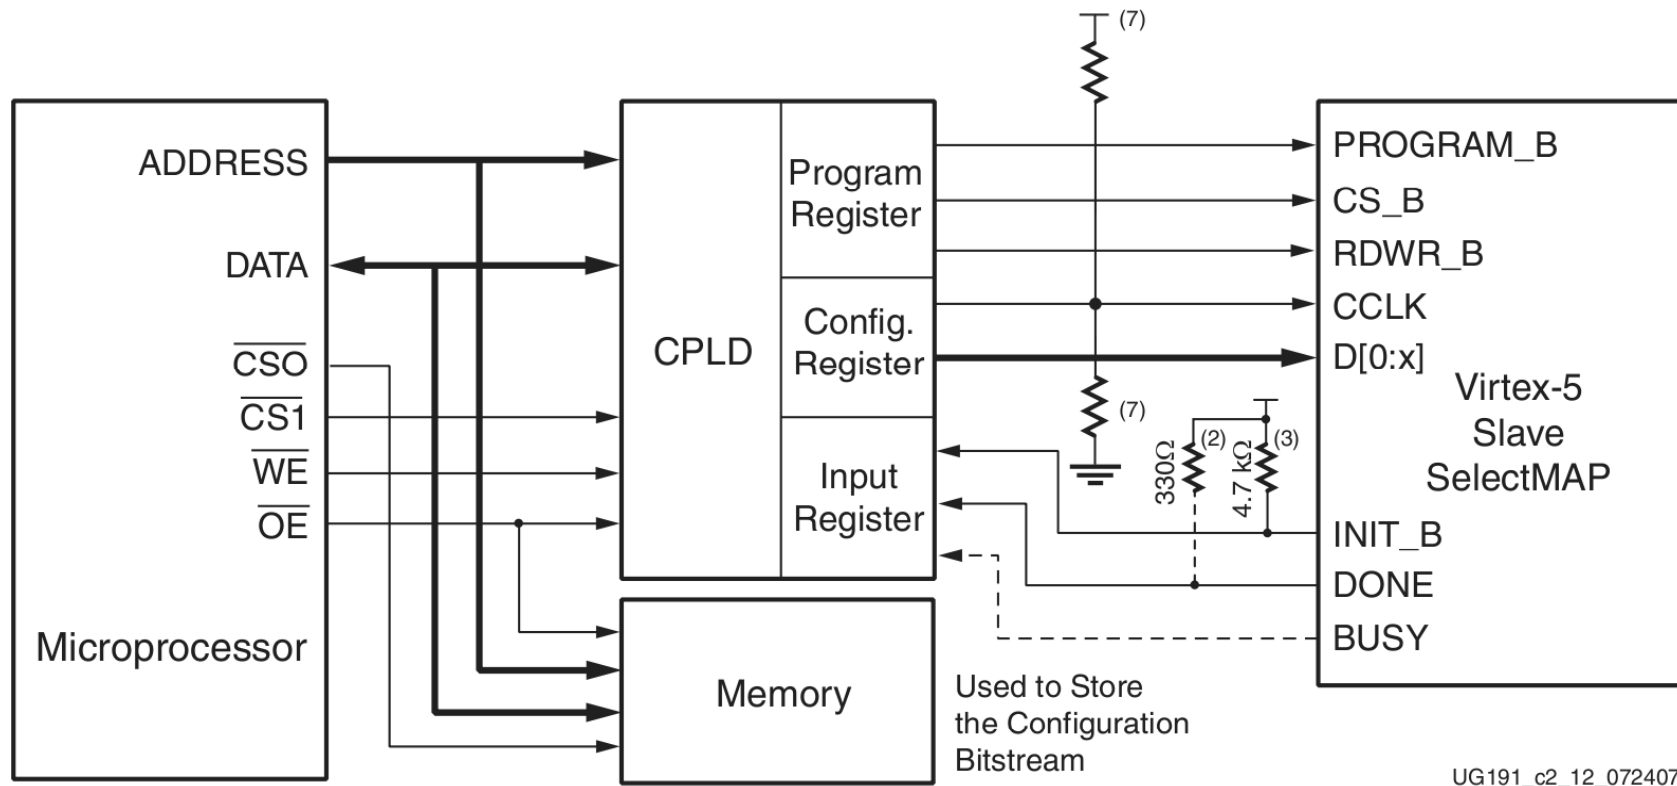 (7)
ADDRESS
DATA
CSO
CS1
WE
OE
Microprocessor
CPLD
Program
Register
Config.
Register
Input
Register
Memory
Used to Store
the Configuration
Bitstream
(7)
330Ω
(2)
4.7 kΩ
(3)
PROGRAM_B
CS_B
RDWR_B
CCLK
D[0:x]
Virtex-5
Slave
SelectMAP
INIT_B
DONE
BUSY
UG191_c2_12_072407